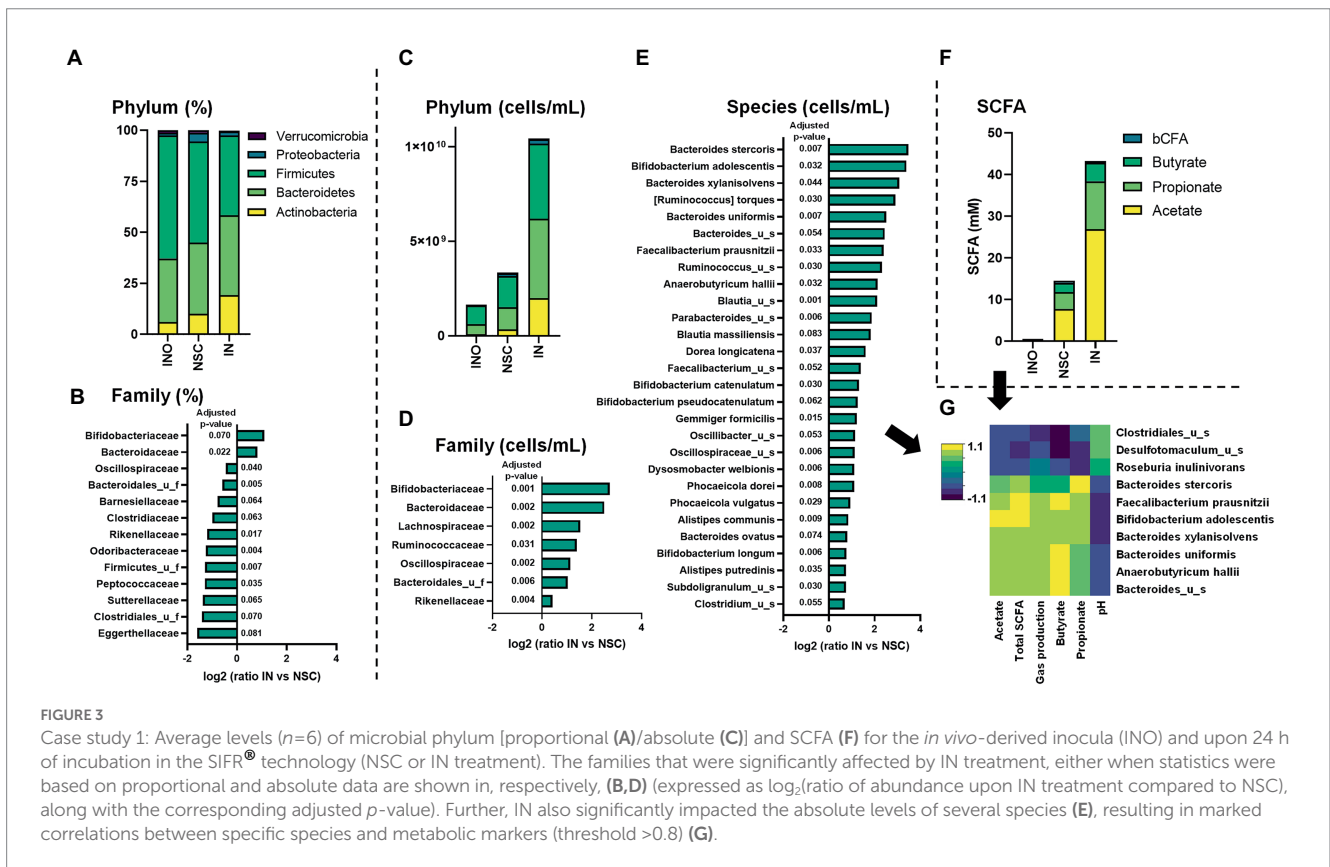 A
Phylum (%)
100
75
50
25
0
INO
NSC
IN
Verrucomicrobia
Proteobacteria
Firmicutes
Bacteroidetes
Actinobacteria
B
Family (%)
Adjusted
p-value
Bifidobacteriaceae 0.070
Bacteroidaceae 0.022
Oscillospiraceae 0.040
Bacteroidales_u_f 0.005
Barnesiellaceae 0.064
Clostridiaceae 0.063
Rikenellaceae 0.017
Odoribacteraceae 0.004
Firmicutes_u_f 0.007
Peptococcaceae 0.035
Sutterellaceae 0.065
Clostridiales_u_f 0.070
Eggerthellaceae 0.081
-2 0 2 4
log2 (ratio IN vs NSC)
C
Phylum (cells/mL)
1×10¹⁰
5×10⁹
0
INO
NSC
IN
D
Family (cells/mL)
Adjusted
p-value
Bifidobacteriaceae 0.001
Bacteroidaceae 0.002
Lachnospiraceae 0.002
Ruminococcaceae 0.031
Oscillospiraceae 0.002
Bacteroidales_u_f 0.006
Rikenellaceae 0.004
-2 0 2 4
log2 (ratio IN vs NSC)
E
Species (cells/mL)
Adjusted
p-value
Bacteroides stercoris 0.007
Bifidobacterium adolescentis 0.032
Bacteroides xylanisolvens 0.044
[Ruminococcus] torques 0.030
Bacteroides uniformis 0.007
Bacteroides_u_s 0.054
Faecalibacterium prausnitzii 0.033
Ruminococcus_u_s 0.030
Anaerobutyricum hallii 0.032
Blautia_u_s 0.001
Parabacteroides_u_s 0.006
Blautia massiliensis 0.083
Dorea longicatena 0.037
Faecalibacterium_u_s 0.052
Bifidobacterium catenulatum 0.030
Bifidobacterium pseudocatenulatum 0.062
Gemmiger formicilis 0.015
Oscillibacter_u_s 0.053
Oscillospiraceae_u_s 0.006
Dysosmobacter welbionis 0.006
Phocaeicola dorei 0.008
Phocaeicola vulgatus 0.029
Alistipes communis 0.009
Bacteroides ovatus 0.074
Bifidobacterium longum 0.006
Alistipes putredinis 0.035
Subdoligranulum_u_s 0.030
Clostridium_u_s 0.055
-2 0 2 4 6
log2 (ratio IN vs NSC)
F
SCFA
SCFA (mM)
50
40
30
20
10
0
INO
NSC
IN
bCFA
Butyrate
Propionate
Acetate
G
1.1
-1.1
Clostridiales_u_s
Desulfotomaculum_u_s
Roseburia inulinivorans
Bacteroides stercoris
Faecalibacterium prausnitzii
Bifidobacterium adolescentis
Bacteroides xylanisolvens
Bacteroides uniformis
Anaerobutyricum hallii
Bacteroides_u_s
Acetate
Total SCFA
Gas production
Butyrate
Propionate
pH
FIGURE 3
Case study 1: Average levels (n=6) of microbial phylum [proportional (A)/absolute (C)] and SCFA (F) for the in vivo-derived inocula (INO) and upon 24 h
of incubation in the SIFR® technology (NSC or IN treatment). The families that were significantly affected by IN treatment, either when statistics were
based on proportional and absolute data are shown in, respectively, (B,D) (expressed as log₂(ratio of abundance upon IN treatment compared to NSC),
along with the corresponding adjusted p-value). Further, IN also significantly impacted the absolute levels of several species (E), resulting in marked
correlations between specific species and metabolic markers (threshold >0.8) (G).